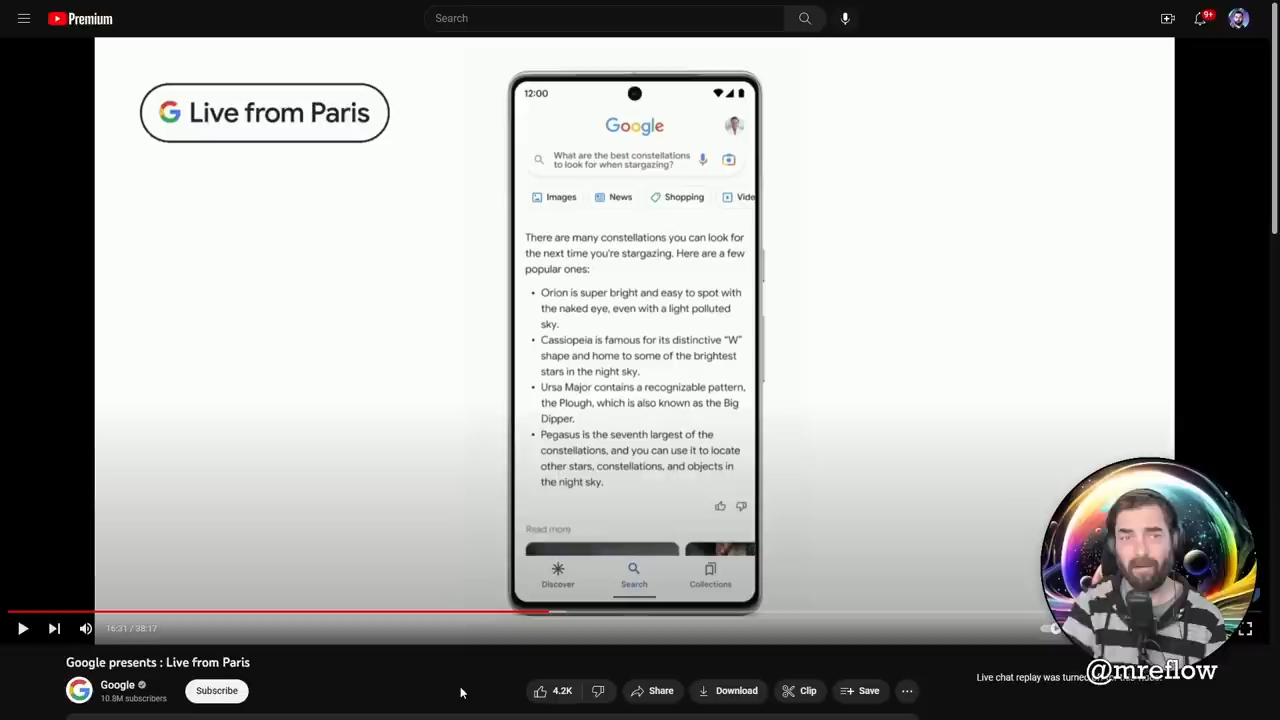 Premium
Search
9+
Live from Paris
12:00
Google
What are the best constellations
to look for when stargazing?
Images
News
Shopping
Vide
There are many constellations you can look for
the next time you're stargazing. Here are a few
popular ones:
• Orion is super bright and easy to spot with
the naked eye, even with a light polluted
sky.
• Cassiopeia is famous for its distinctive "W"
shape and home to some of the brightest
stars in the night sky.
• Ursa Major contains a recognizable pattern,
the Plough, which is also known as the Big
Dipper.
• Pegasus is the seventh largest of the
constellations, and you can use it to locate
other stars, constellations, and objects in
the night sky.
Read more
Discover
Search
Collections
16:31 / 38:17
Google presents : Live from Paris
Google
10.8M subscribers
Subscribe
4.2K
Share
Download
Clip
Save
Live chat replay was turned
@mreflow